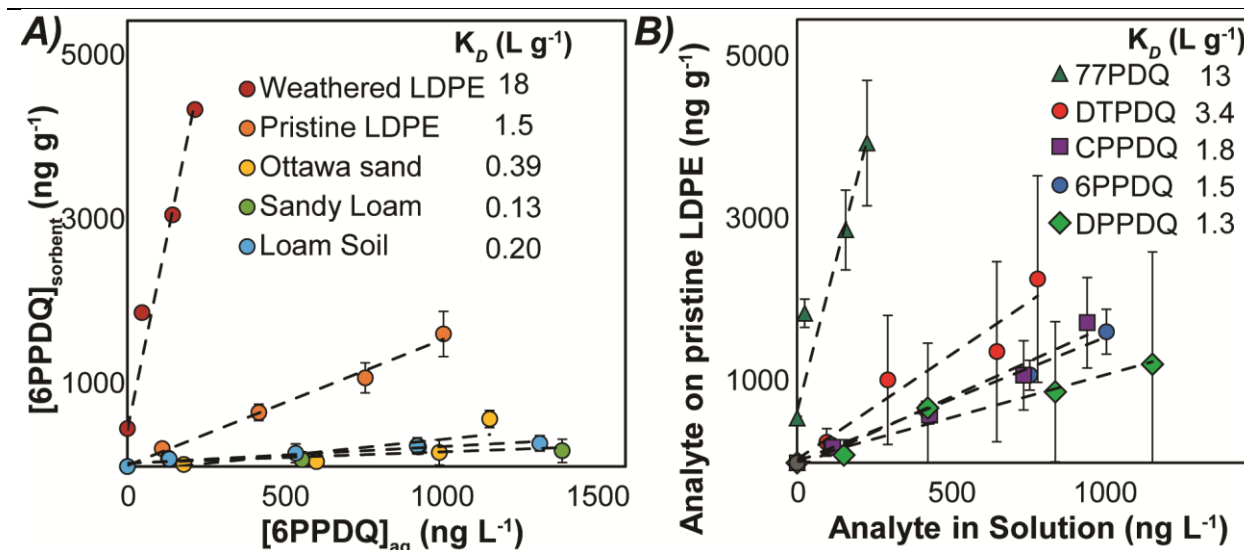 A)
K_D (L g⁻¹)
5000
Weathered LDPE 18
Pristine LDPE 1.5
Ottawa sand 0.39
Sandy Loam 0.13
Loam Soil 0.20
3000
1000
[6PPDQ]sorbent (ng g⁻¹)
0 500 1000 1500
[6PPDQ]aq (ng L⁻¹)
B)
K_D (L g⁻¹)
5000
77PDQ 13
DTPDQ 3.4
CPPDQ 1.8
6PPDQ 1.5
DPPDQ 1.3
3000
1000
Analyte on pristine LDPE (ng g⁻¹)
0 500 1000
Analyte in Solution (ng L⁻¹)